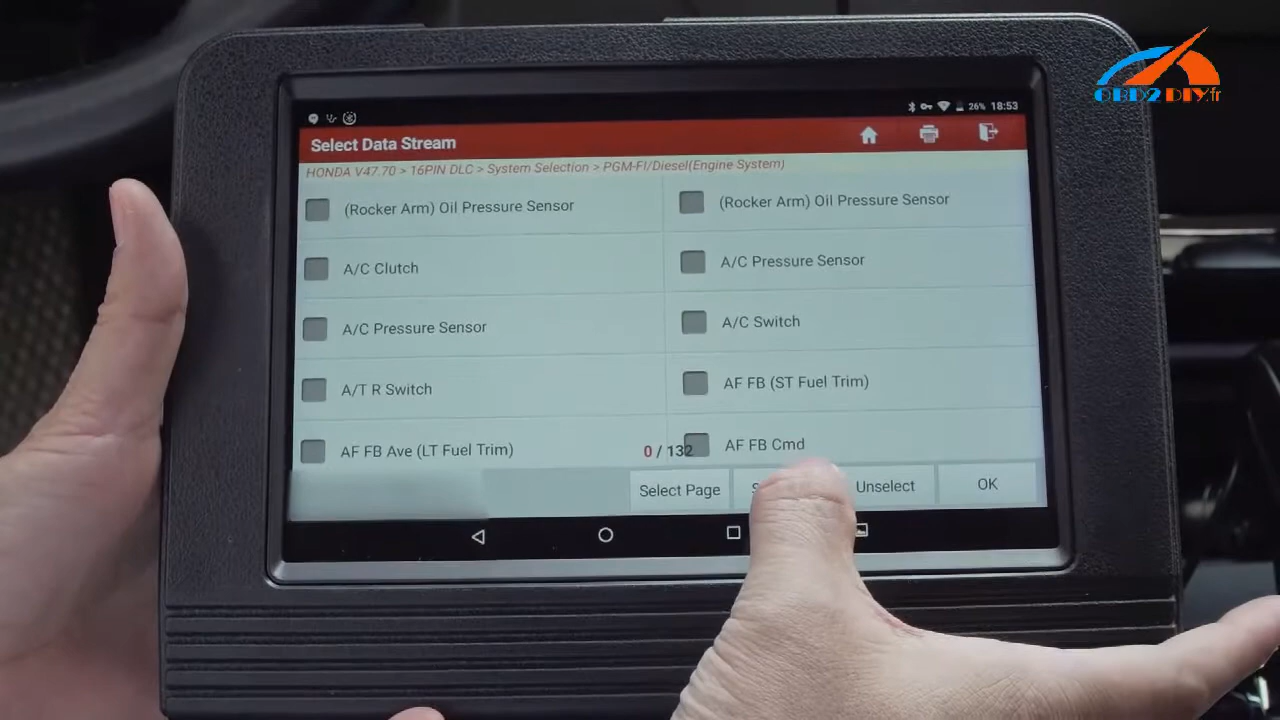 OBD2DIY.fr
26% 18:53
Select Data Stream
HONDA V47.70 > 16PIN DLC > System Selection > PGM-FI/Diesel(Engine System)
(Rocker Arm) Oil Pressure Sensor
(Rocker Arm) Oil Pressure Sensor
A/C Clutch
A/C Pressure Sensor
A/C Pressure Sensor
A/C Switch
A/T R Switch
AF FB (ST Fuel Trim)
AF FB Ave (LT Fuel Trim)
AF FB Cmd
0 / 132
Select Page
Unselect
OK